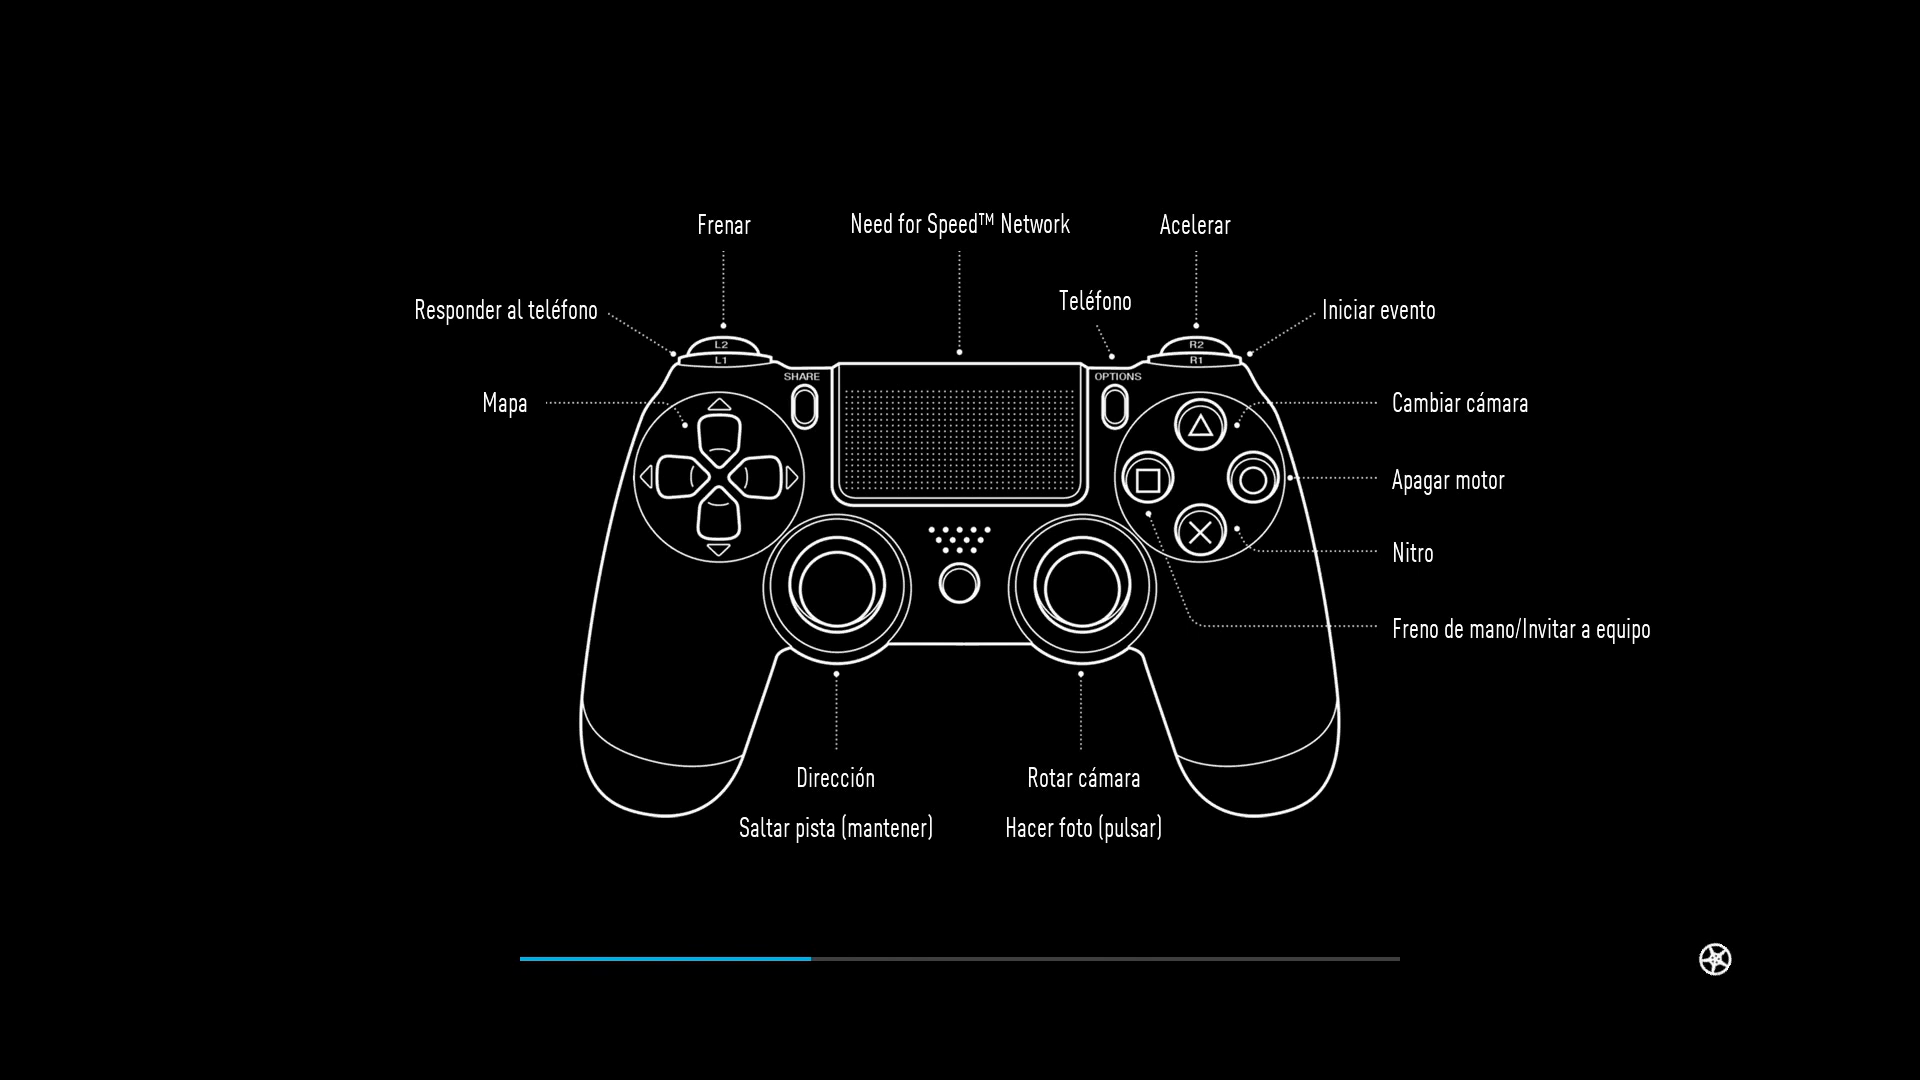 Frenar
Need for Speed™ Network
Acelerar
Responder al teléfono
Teléfono
Iniciar evento
L2
L1
R2
R1
SHARE
OPTIONS
Mapa
Cambiar cámara
Apagar motor
Nitro
Freno de mano/Invitar a equipo
Dirección
Saltar pista (mantener)
Rotar cámara
Hacer foto (pulsar)